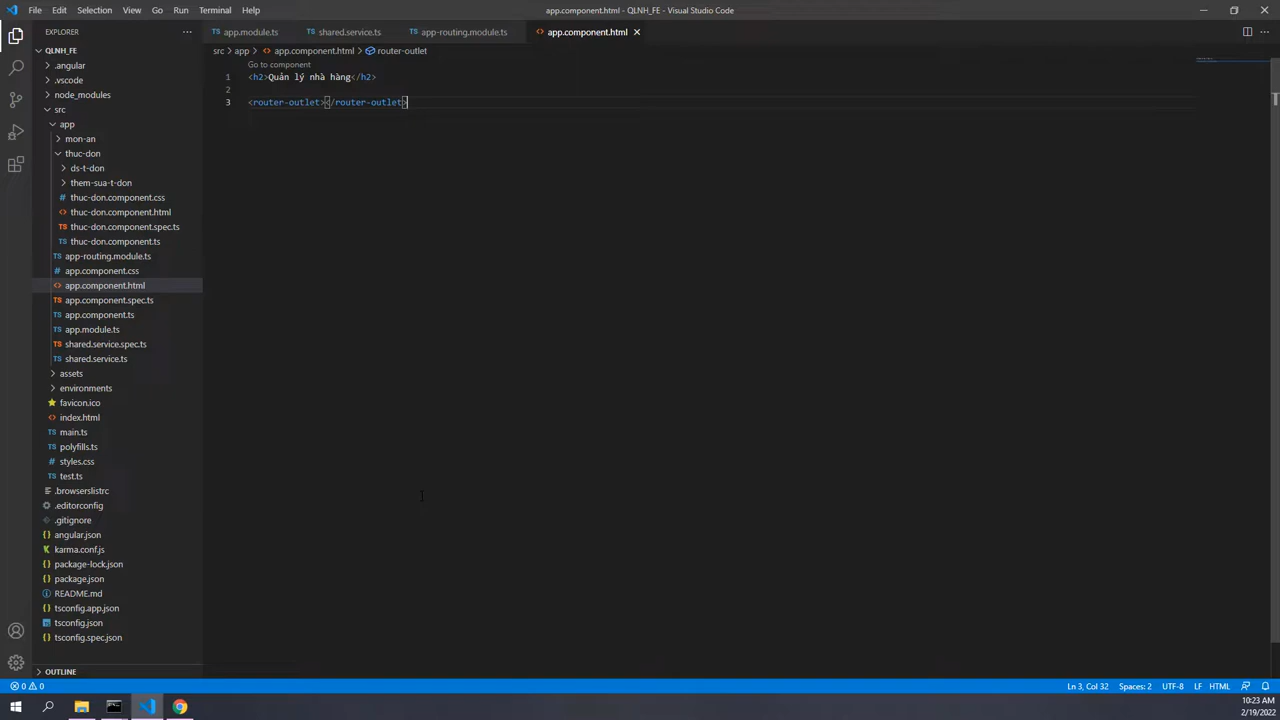 File Edit Selection View Go Run Terminal Help
app.component.html - QLNH_FE - Visual Studio Code
EXPLORER
QLNH_FE
.angular
.vscode
node_modules
src
app
mon-an
thuc-don
ds-t-don
them-sua-t-don
thuc-don.component.css
thuc-don.component.html
thuc-don.component.spec.ts
thuc-don.component.ts
app-routing.module.ts
app.component.css
app.component.html
app.component.spec.ts
app.component.ts
app.module.ts
shared.service.spec.ts
shared.service.ts
assets
environments
favicon.ico
index.html
main.ts
polyfills.ts
styles.css
test.ts
.browserslistrc
.editorconfig
.gitignore
angular.json
karma.conf.js
package-lock.json
package.json
README.md
tsconfig.app.json
tsconfig.json
tsconfig.spec.json
OUTLINE
app.module.ts shared.service.ts app-routing.module.ts app.component.html
src > app > app.component.html > router-outlet
Go to component
1 <h2>Quản lý nhà hàng</h2>
2
3 <router-outlet></router-outlet>
0 0
Ln 3, Col 32 Spaces: 2 UTF-8 LF HTML
10:23 AM
2/19/2022